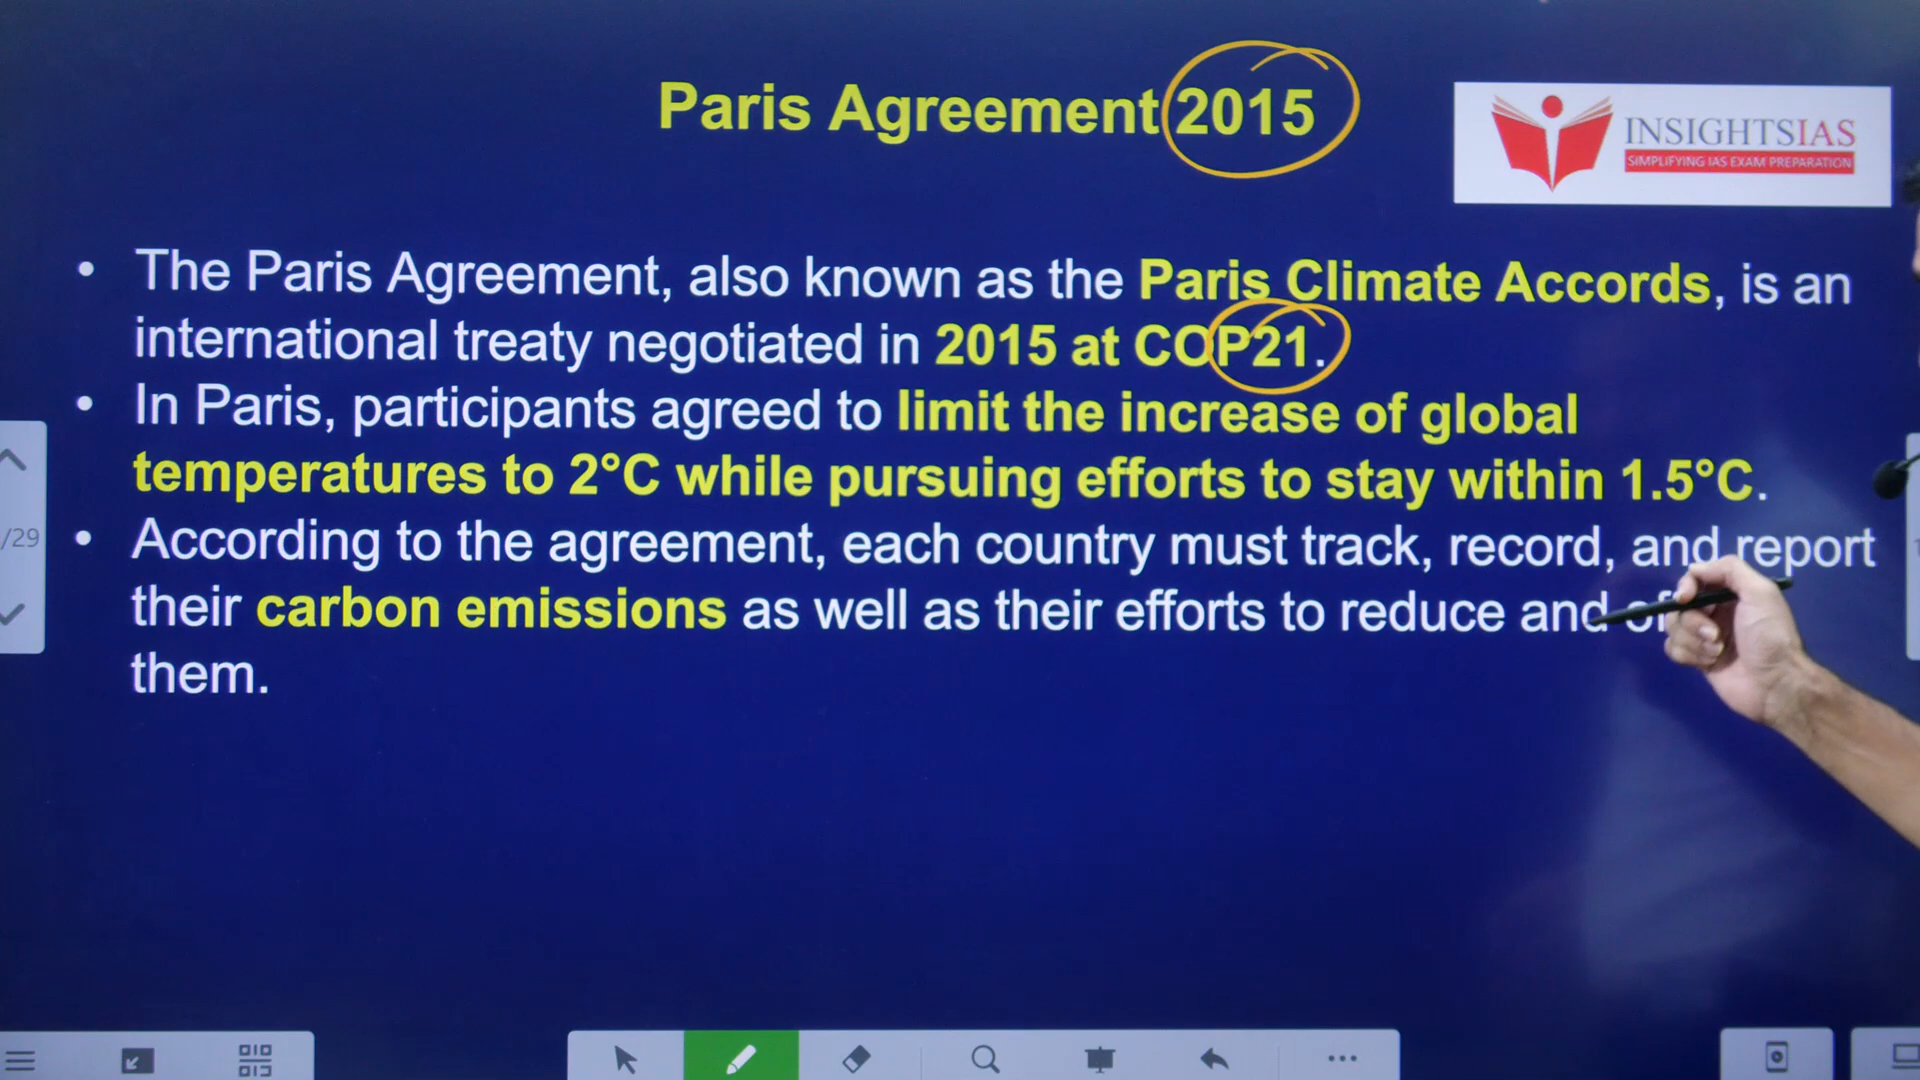 Paris Agreement 2015
INSIGHTSIAS
SIMPLIFYING IAS EXAM PREPARATION
• The Paris Agreement, also known as the Paris Climate Accords, is an
international treaty negotiated in 2015 at COP21.
• In Paris, participants agreed to limit the increase of global
temperatures to 2°C while pursuing efforts to stay within 1.5°C.
• According to the agreement, each country must track, record, and report
their carbon emissions as well as their efforts to reduce and
them.
/29